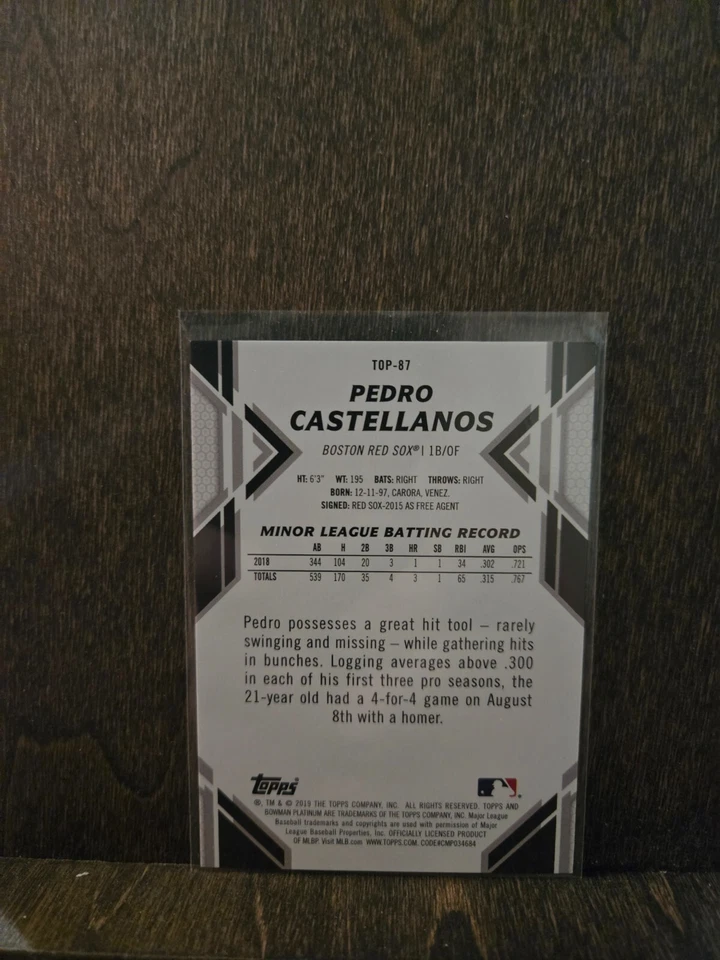 TOP-87
PEDRO
CASTELLANOS
BOSTON RED SOX® | 1B/OF
HT: 6'3" WT: 195 BATS: RIGHT THROWS: RIGHT
BORN: 12-11-97, CARORA, VENEZ.
SIGNED: RED SOX-2015 AS FREE AGENT
MINOR LEAGUE BATTING RECORD
AB H 2B 3B HR SB RBI AVG OPS
2018 344 104 20 3 1 1 34 .302 .721
TOTALS 539 170 35 4 3 1 65 .315 .767
Pedro possesses a great hit tool – rarely
swinging and missing – while gathering hits
in bunches. Logging averages above .300
in each of his first three pro seasons, the
21-year old had a 4-for-4 game on August
8th with a homer.
topps®
®, TM & © 2019 THE TOPPS COMPANY, INC. ALL RIGHTS RESERVED. TOPPS AND
BOWMAN PLATINUM ARE TRADEMARKS OF THE TOPPS COMPANY, INC. Major League
Baseball trademarks and copyrights are used with permission of Major
League Baseball Properties, Inc. OFFICIALLY LICENSED PRODUCT
OF MLBP. Visit MLB.com WWW.TOPPS.COM. CODE#CMP034684